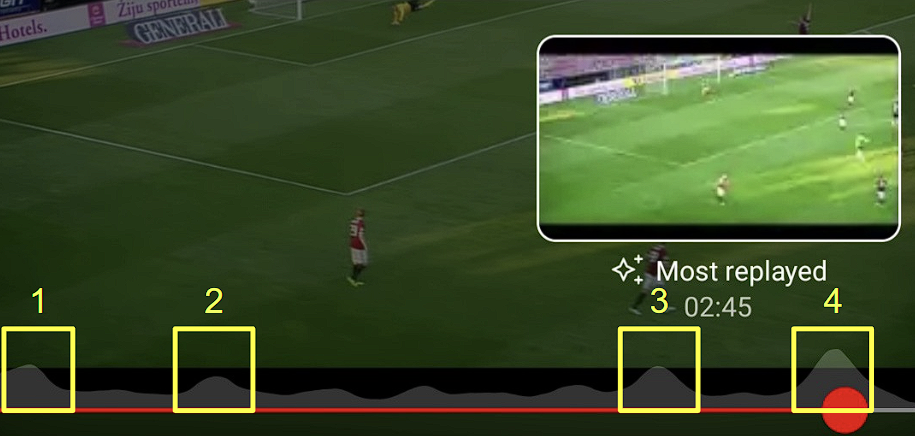 Hotels.
Žiju sportem
GENERALI
Most replayed
02:45
1
2
3
4